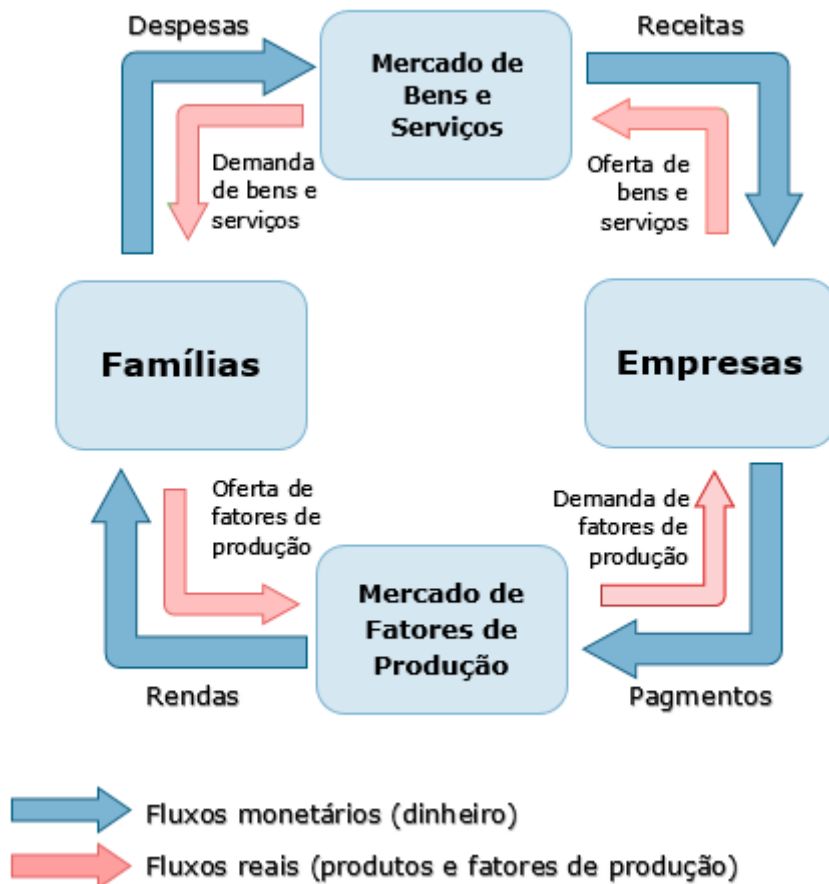 Despesas
Receitas
Mercado de
Bens e
Serviços
Demanda
de bens e
serviços
Oferta de
bens e
serviços
Famílias
Empresas
Oferta de
fatores de
produção
Demanda de
fatores de
produção
Mercado de
Fatores de
Produção
Rendas
Pagmentos
Fluxos monetários (dinheiro)
Fluxos reais (produtos e fatores de produção)